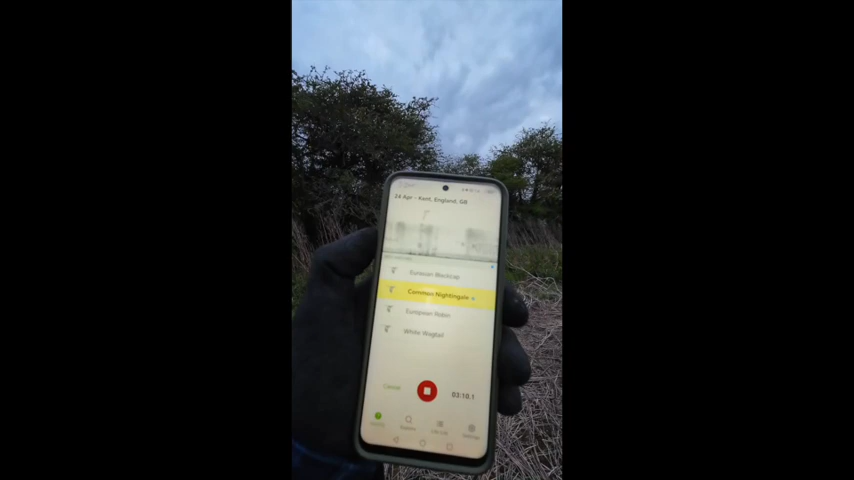 24 Apr - Kent, England, GB
Eurasian Blackcap
Common Nightingale
European Robin
White Wagtail
Cancel
03:10.1